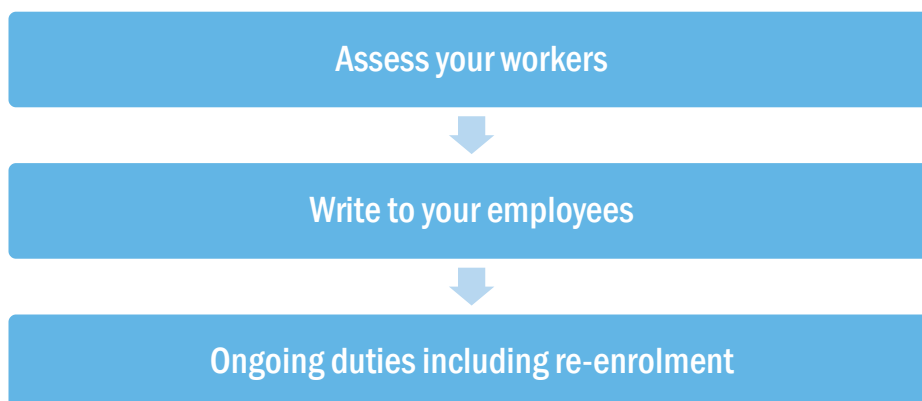 Assess your workers
Write to your employees
Ongoing duties including re-enrolment